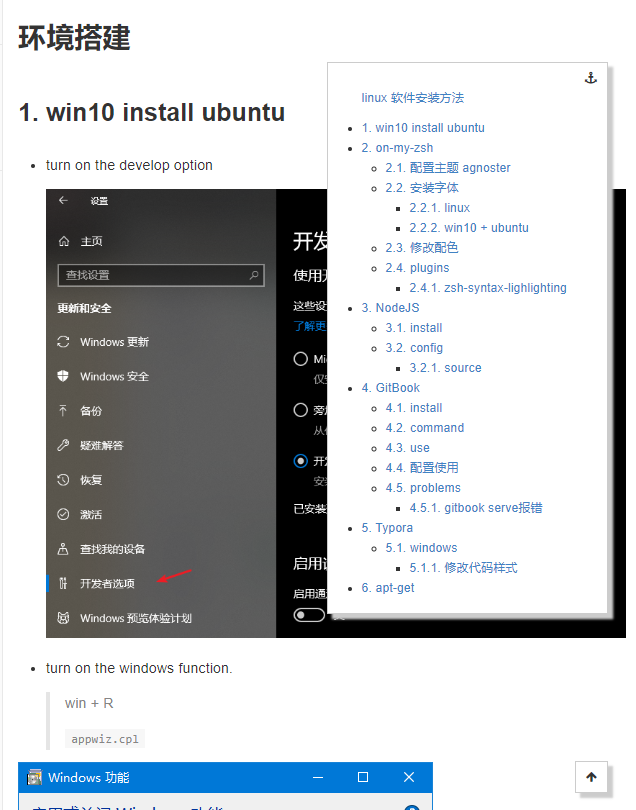 环境搭建
1. win10 install ubuntu
turn on the develop option
设置
主页
查找设置
更新和安全
Windows 更新
Windows 安全
备份
疑难解答
恢复
激活
查找我的设备
开发者选项
Windows 预览体验计划
开发
使用开
这些设
了解更
Mi
仅安
旁
从
开发
安装
已安装
启用设
启用通
linux 软件安装方法
1. win10 install ubuntu
2. on-my-zsh
2.1. 配置主题 agnoster
2.2. 安装字体
2.2.1. linux
2.2.2. win10 + ubuntu
2.3. 修改配色
2.4. plugins
2.4.1. zsh-syntax-lighlighting
3. NodeJS
3.1. install
3.2. config
3.2.1. source
4. GitBook
4.1. install
4.2. command
4.3. use
4.4. 配置使用
4.5. problems
4.5.1. gitbook serve报错
5. Typora
5.1. windows
5.1.1. 修改代码样式
6. apt-get
turn on the windows function.
win + R
appwiz.cpl
Windows 功能
启用或关闭 Windows 功能